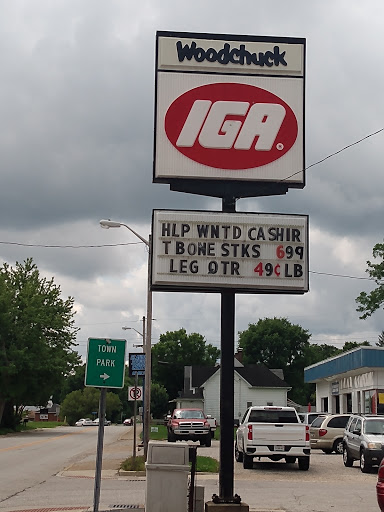 Woodchuck
IGA
HLP WNTD CASHIR
T BONE STKS 699
LEG QTR 49¢ LB
TOWN
PARK
→